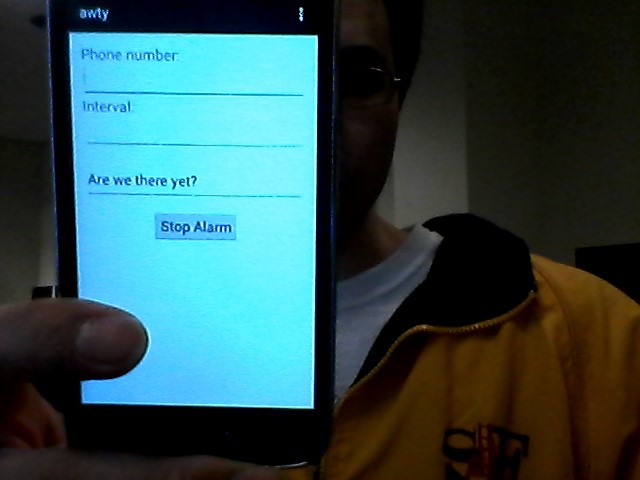 awty
Phone number:
Interval:
Are we there yet?
Stop Alarm